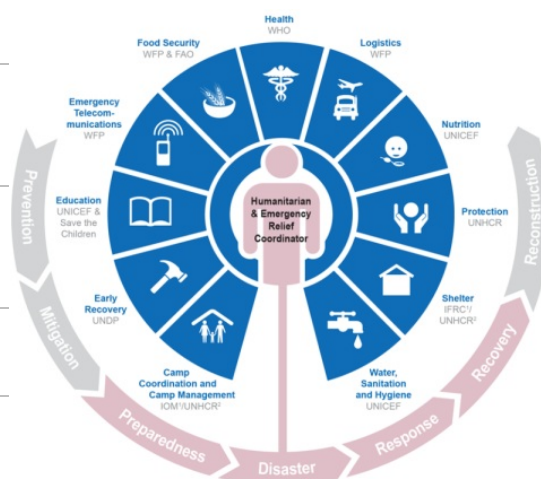 Health
WHO
Food Security
WFP & FAO
Logistics
WFP
Emergency
Telecom-
munications
WFP
Nutrition
UNICEF
Education
UNICEF &
Save the
Children
Humanitarian
& Emergency
Relief
Coordinator
Protection
UNHCR
Early
Recovery
UNDP
Shelter
IFRC¹/
UNHCR²
Camp
Coordination and
Camp Management
IOM¹/UNHCR²
Water,
Sanitation
and Hygiene
UNICEF
Prevention
Mitigation
Preparedness
Disaster
Response
Recovery
Reconstruction